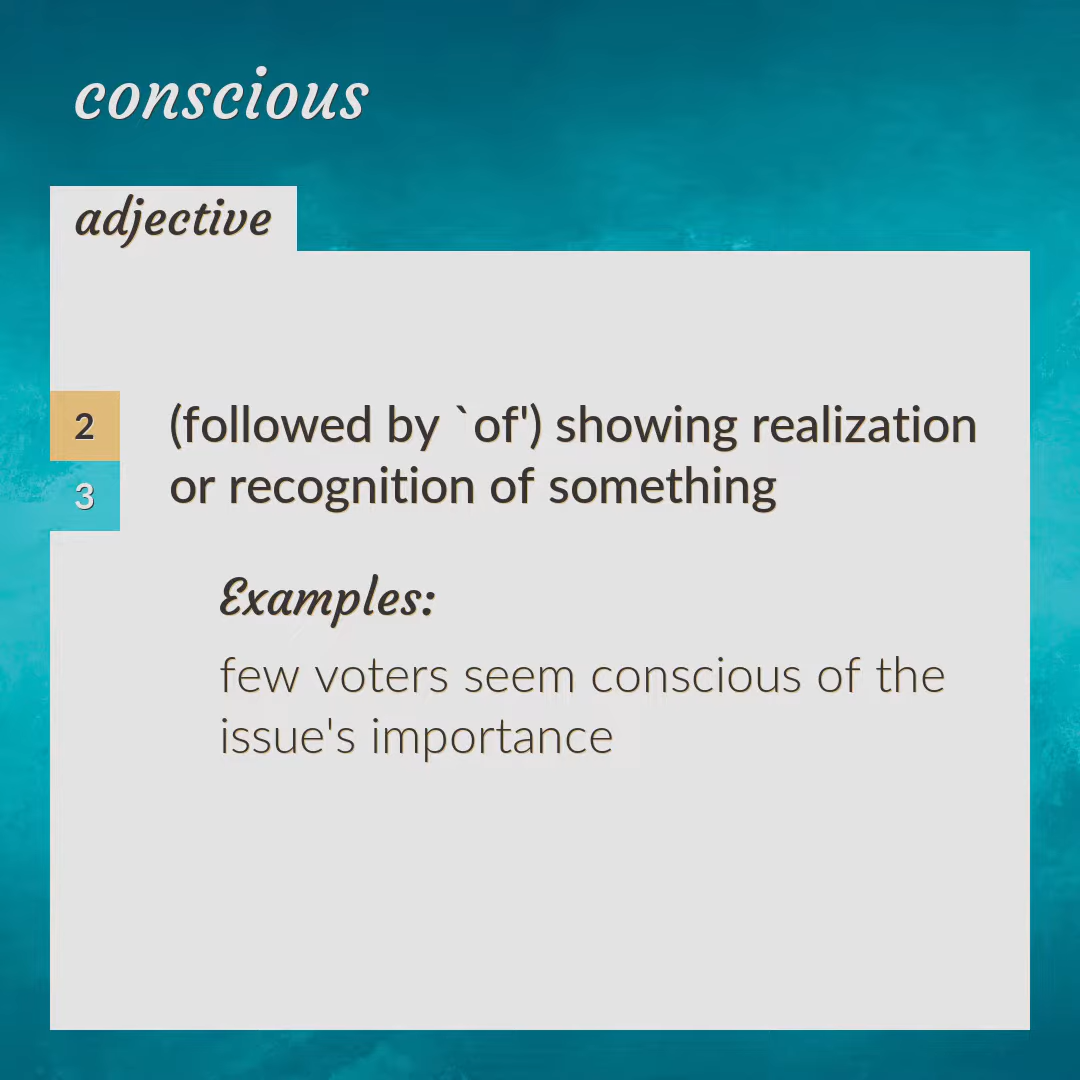 conscious
adjective
2
(followed by `of') showing realization
or recognition of something
3
Examples:
few voters seem conscious of the
issue's importance